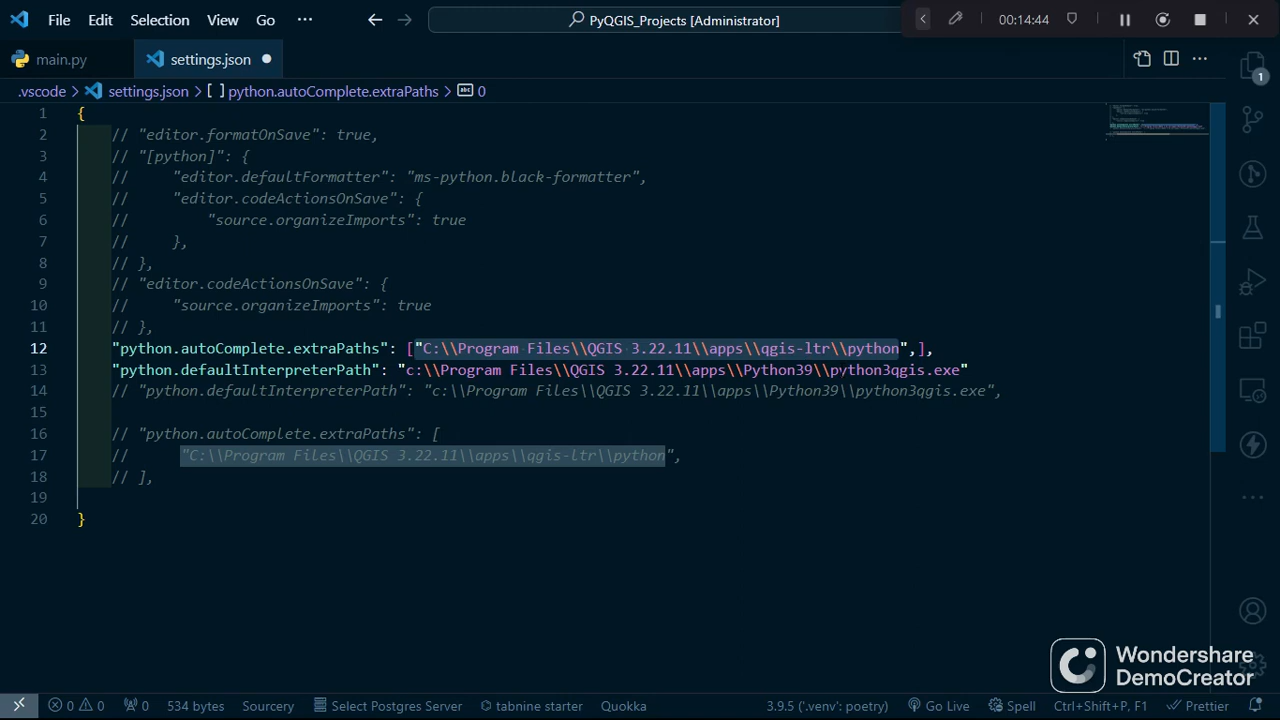 File Edit Selection View Go ··· PyQGIS_Projects [Administrator] 00:14:44
main.py settings.json
.vscode > settings.json > [ ] python.autoComplete.extraPaths > abc 0
1 {
2 // "editor.formatOnSave": true,
3 // "[python]": {
4 //     "editor.defaultFormatter": "ms-python.black-formatter",
5 //     "editor.codeActionsOnSave": {
6 //         "source.organizeImports": true
7 //     },
8 // },
9 // "editor.codeActionsOnSave": {
10 //     "source.organizeImports": true
11 // },
12 "python.autoComplete.extraPaths": ["C:\\Program Files\\QGIS 3.22.11\\apps\\qgis-ltr\\python",],
13 "python.defaultInterpreterPath": "c:\\Program Files\\QGIS 3.22.11\\apps\\Python39\\python3qgis.exe"
14 // "python.defaultInterpreterPath": "c:\\Program Files\\QGIS 3.22.11\\apps\\Python39\\python3qgis.exe",
15
16 // "python.autoComplete.extraPaths": [
17 //     "C:\\Program Files\\QGIS 3.22.11\\apps\\qgis-ltr\\python",
18 // ],
19
20 }
1
Wondershare
DemoCreator
0 0 0 534 bytes Sourcery Select Postgres Server tabnine starter Quokka 3.9.5 ('.venv': poetry) Go Live Spell Ctrl+Shift+P, F1 Prettier